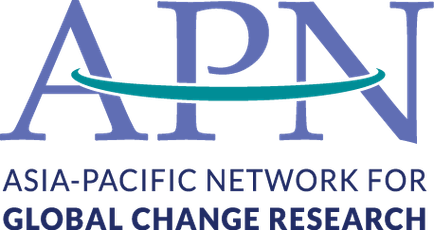 APN
ASIA-PACIFIC NETWORK FOR
GLOBAL CHANGE RESEARCH